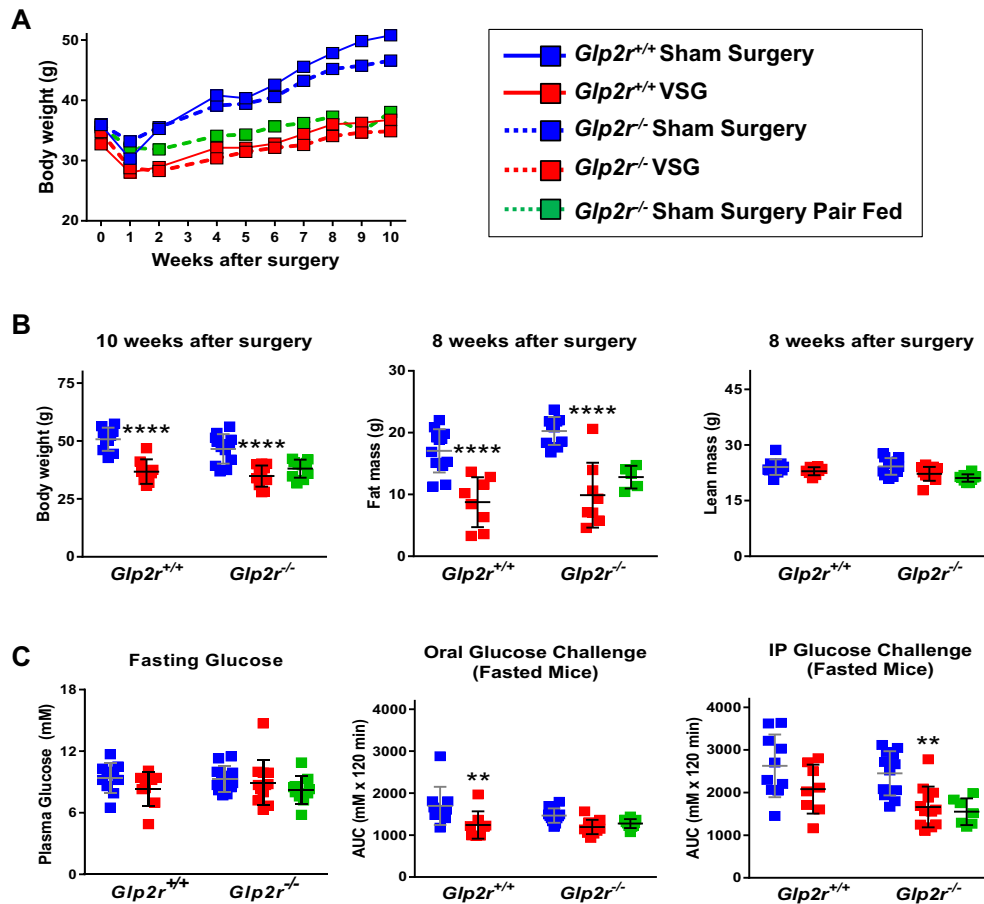 A
Body weight (g)
50
40
30
20
0 1 2 3 4 5 6 7 8 9 10
Weeks after surgery
Glp2r+/+ Sham Surgery
Glp2r+/+ VSG
Glp2r-/- Sham Surgery
Glp2r-/- VSG
Glp2r-/- Sham Surgery Pair Fed
B
10 weeks after surgery
Body weight (g)
75
50
25
0
****
****
Glp2r+/+ Glp2r-/-
8 weeks after surgery
Fat mass (g)
30
20
10
0
****
****
Glp2r+/+ Glp2r-/-
8 weeks after surgery
Lean mass (g)
45
30
15
0
Glp2r+/+ Glp2r-/-
C
Fasting Glucose
Plasma Glucose (mM)
18
12
6
0
Glp2r+/+ Glp2r-/-
Oral Glucose Challenge
(Fasted Mice)
AUC (mM x 120 min)
4000
3000
2000
1000
0
**
Glp2r+/+ Glp2r-/-
IP Glucose Challenge
(Fasted Mice)
AUC (mM x 120 min)
4000
3000
2000
1000
0
**
Glp2r+/+ Glp2r-/-